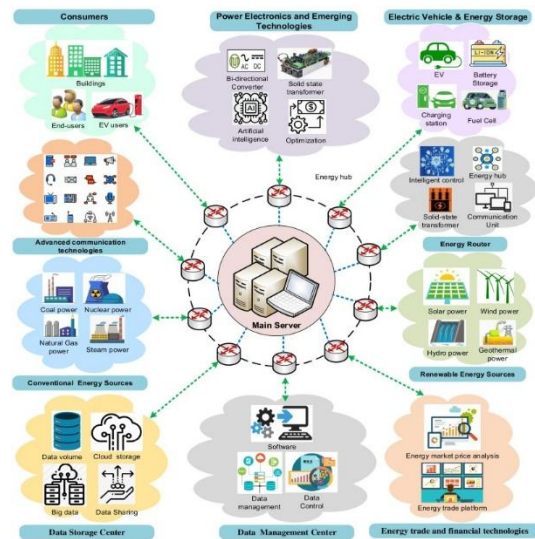 Consumers
Buildings
End-users
EV users
Power Electronics and Emerging
Technologies
AC DC
Bi-directional
Converter
Solid state
transformer
AI
Artificial
intelligence
Optimization
Electric Vehicle & Energy Storage
EV
LI-ION
Battery
Storage
Charging
station
Fuel Cell
Advanced communication
technologies
Energy hub
Intelligent control
Energy hub
Solid-state
transformer
Communication
Unit
Energy Router
Main Server
Coal power
Nuclear power
Natural Gas
power
Steam power
Conventional Energy Sources
Solar power
Wind power
Hydro power
Geothermal
power
Renewable Energy Sources
Data volume
Cloud storage
Big data
Data Sharing
Data Storage Center
Software
Data
management
Data
Control
Data Management Center
Energy market price analysis
Energy trade platform
Energy trade and financial technologies